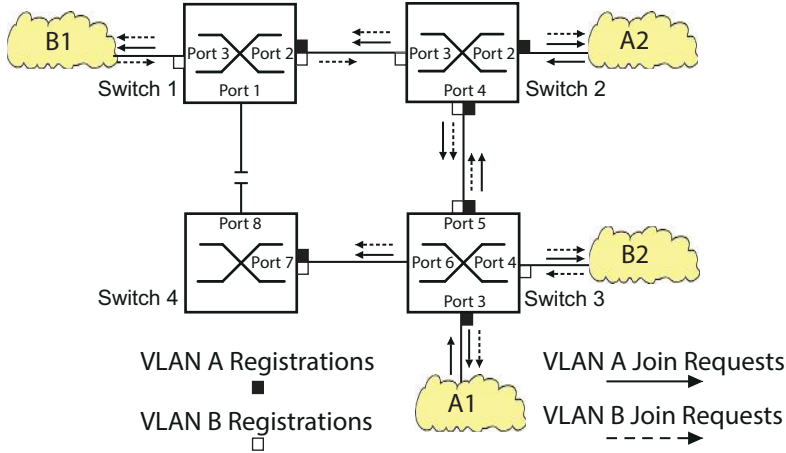 B1
Port 3
Port 2
Port 1
Switch 1
Port 3
Port 2
Port 4
Switch 2
A2
Port 8
Port 7
Switch 4
Port 5
Port 6
Port 4
Port 3
Switch 3
B2
A1
VLAN A Registrations
VLAN B Registrations
VLAN A Join Requests
VLAN B Join Requests